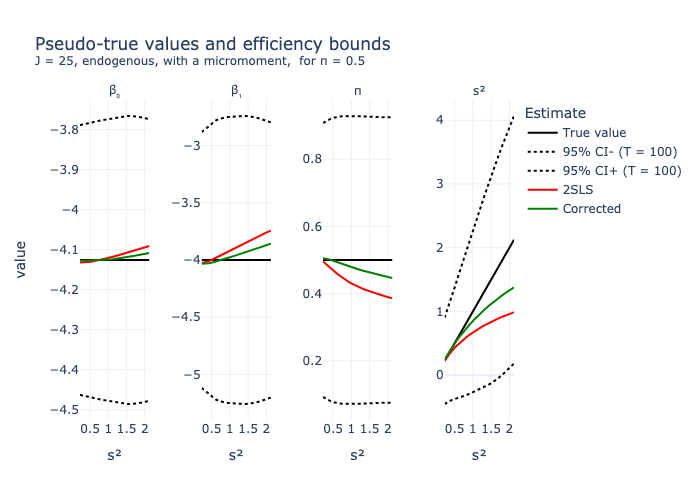 Pseudo-true values and efficiency bounds
J = 25, endogenous, with a micromoment,  for π = 0.5
β₀
β₁
π
s²
Estimate
True value
95% CI- (T = 100)
95% CI+ (T = 100)
2SLS
Corrected
value
−3.8
−3.9
−4
−4.1
−4.2
−4.3
−4.4
−4.5
−3
−3.5
−4
−4.5
−5
0.8
0.6
0.4
0.2
4
3
2
1
0
0.5 1 1.5 2
0.5 1 1.5 2
0.5 1 1.5 2
0.5 1 1.5 2
s²
s²
s²
s²